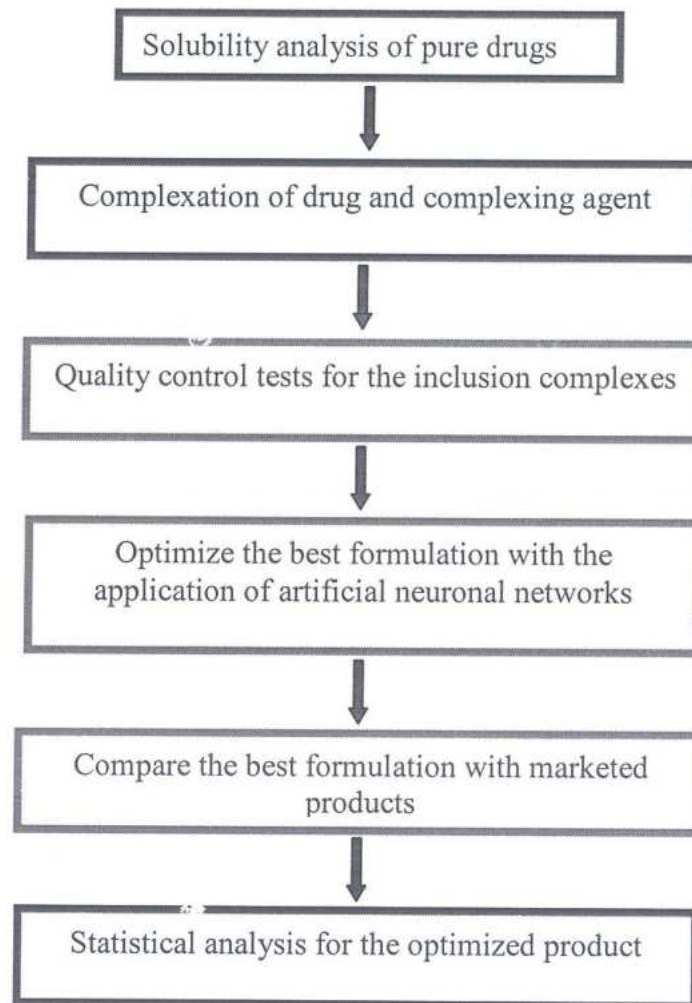 Solubility analysis of pure drugs
Complexation of drug and complexing agent
Quality control tests for the inclusion complexes
Optimize the best formulation with the
application of artificial neuronal networks
Compare the best formulation with marketed
products
Statistical analysis for the optimized product